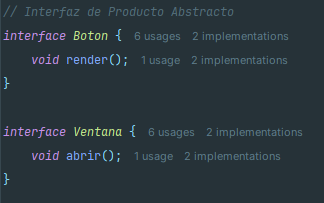 // Interfaz de Producto Abstracto
interface Boton {  6 usages  2 implementations
    void render();  1 usage  2 implementations
}

interface Ventana {  6 usages  2 implementations
    void abrir();  1 usage  2 implementations
}